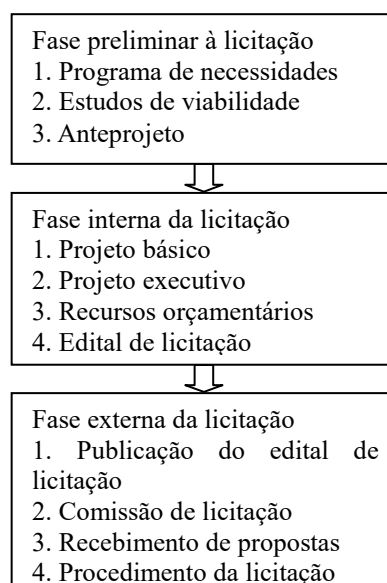 Fase preliminar à licitação
1. Programa de necessidades
2. Estudos de viabilidade
3. Anteprojeto
Fase interna da licitação
1. Projeto básico
2. Projeto executivo
3. Recursos orçamentários
4. Edital de licitação
Fase externa da licitação
1. Publicação do edital de
licitação
2. Comissão de licitação
3. Recebimento de propostas
4. Procedimento da licitação